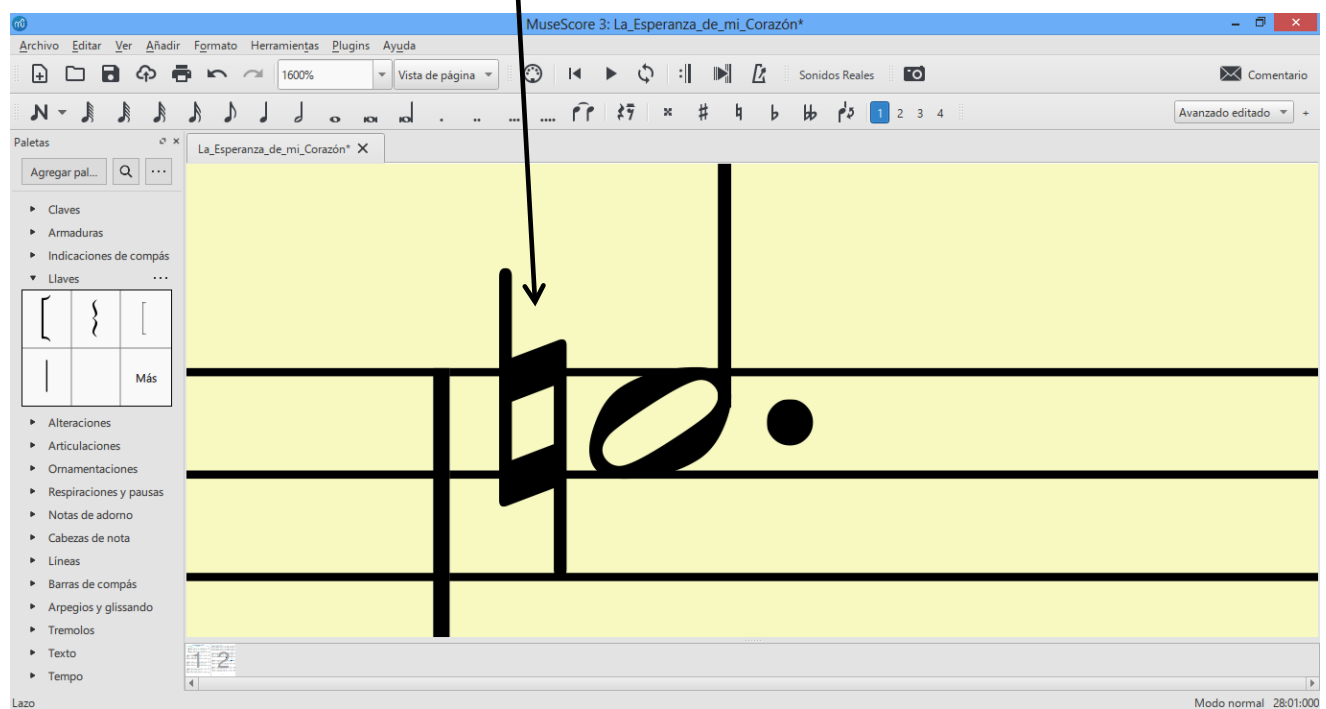 MuseScore 3: La_Esperanza_de_mi_Corazón*
Archivo Editar Ver Añadir Formato Herramientas Plugins Ayuda
1600% Vista de página Sonidos Reales Comentario
1 2 3 4 Avanzado editado +
Paletas
La_Esperanza_de_mi_Corazón*
Agregar pal... ...
Claves
Armaduras
Indicaciones de compás
Llaves ...
Más
Alteraciones
Articulaciones
Ornamentaciones
Respiraciones y pausas
Notas de adorno
Cabezas de nota
Líneas
Barras de compás
Arpegios y glissando
Tremolos
Texto
Tempo
1 2
Lazo Modo normal 28:01:000